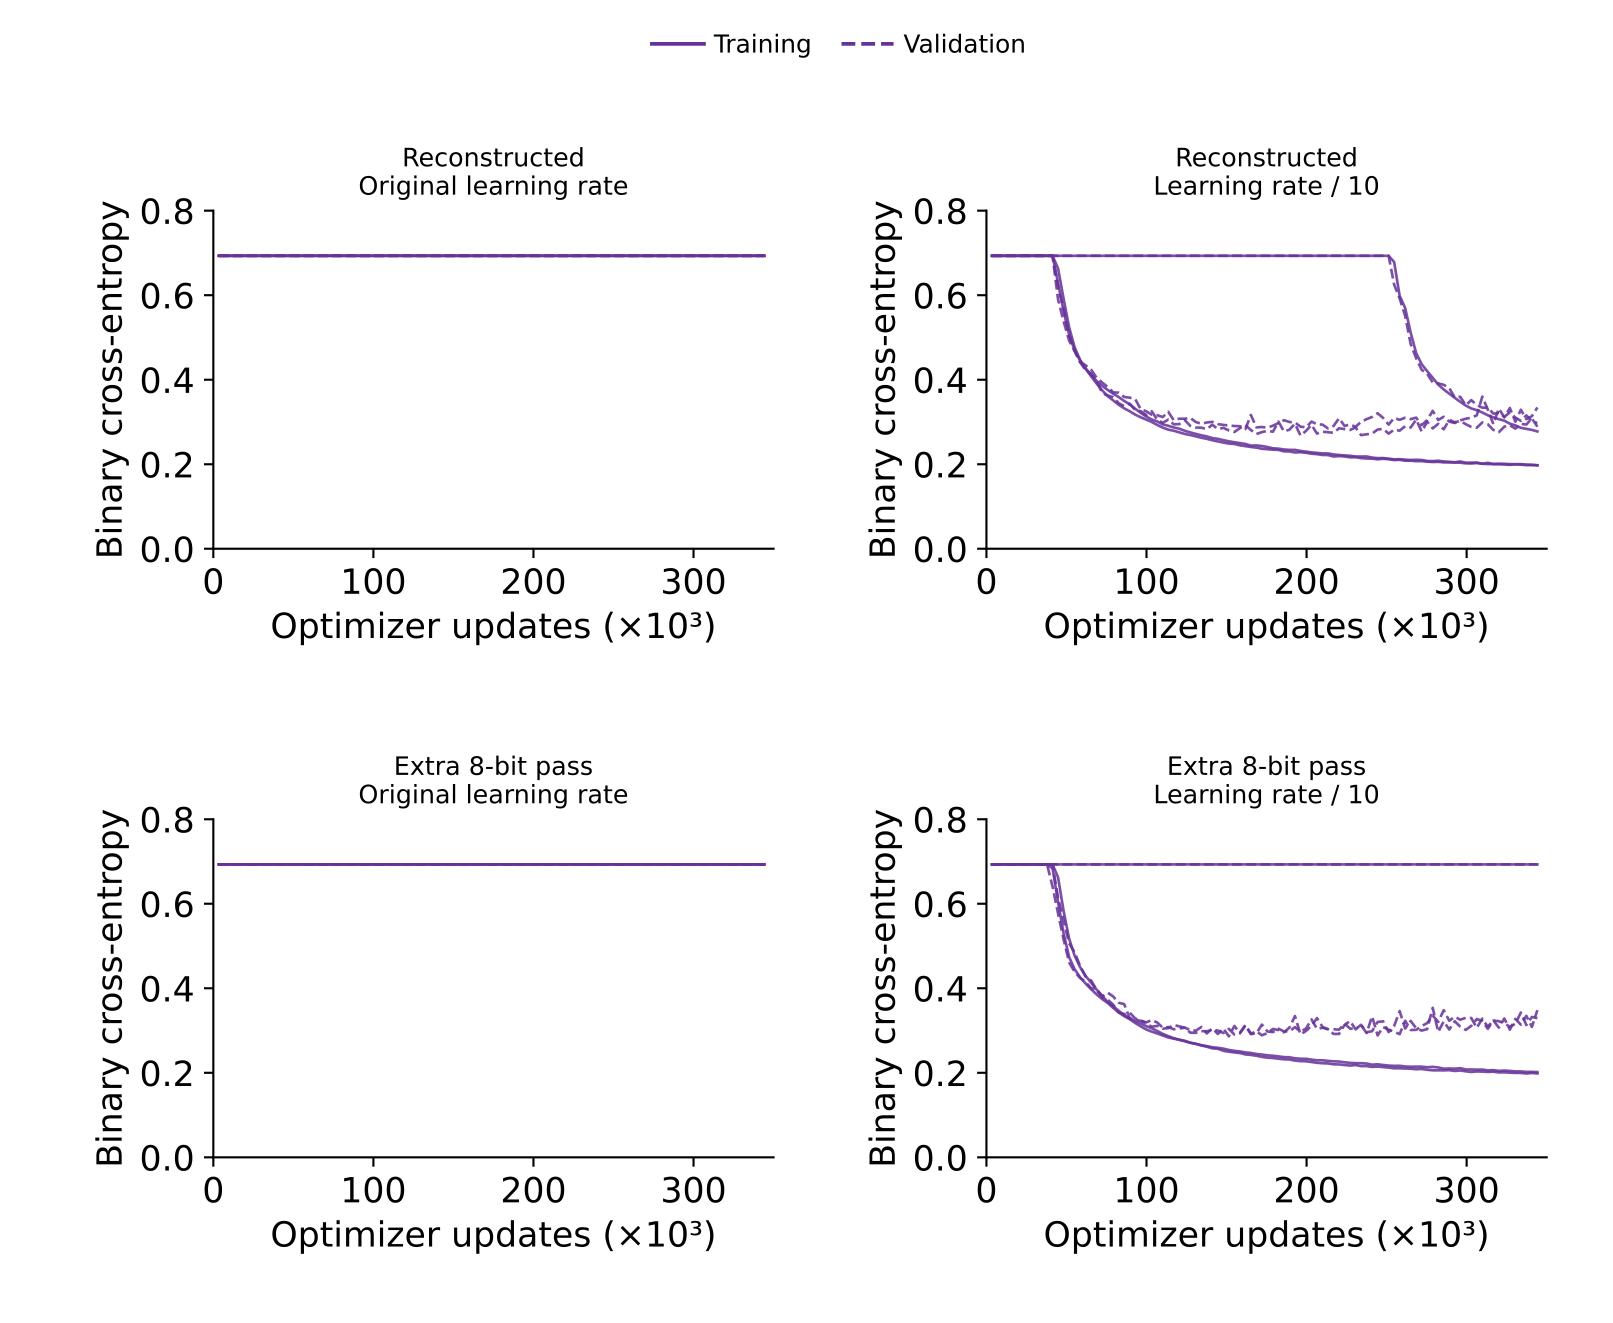 Training Validation
Reconstructed
Original learning rate
Binary cross-entropy
0.8
0.6
0.4
0.2
0.0
0 100 200 300
Optimizer updates (×10³)
Reconstructed
Learning rate / 10
Binary cross-entropy
0.8
0.6
0.4
0.2
0.0
0 100 200 300
Optimizer updates (×10³)
Extra 8-bit pass
Original learning rate
Binary cross-entropy
0.8
0.6
0.4
0.2
0.0
0 100 200 300
Optimizer updates (×10³)
Extra 8-bit pass
Learning rate / 10
Binary cross-entropy
0.8
0.6
0.4
0.2
0.0
0 100 200 300
Optimizer updates (×10³)